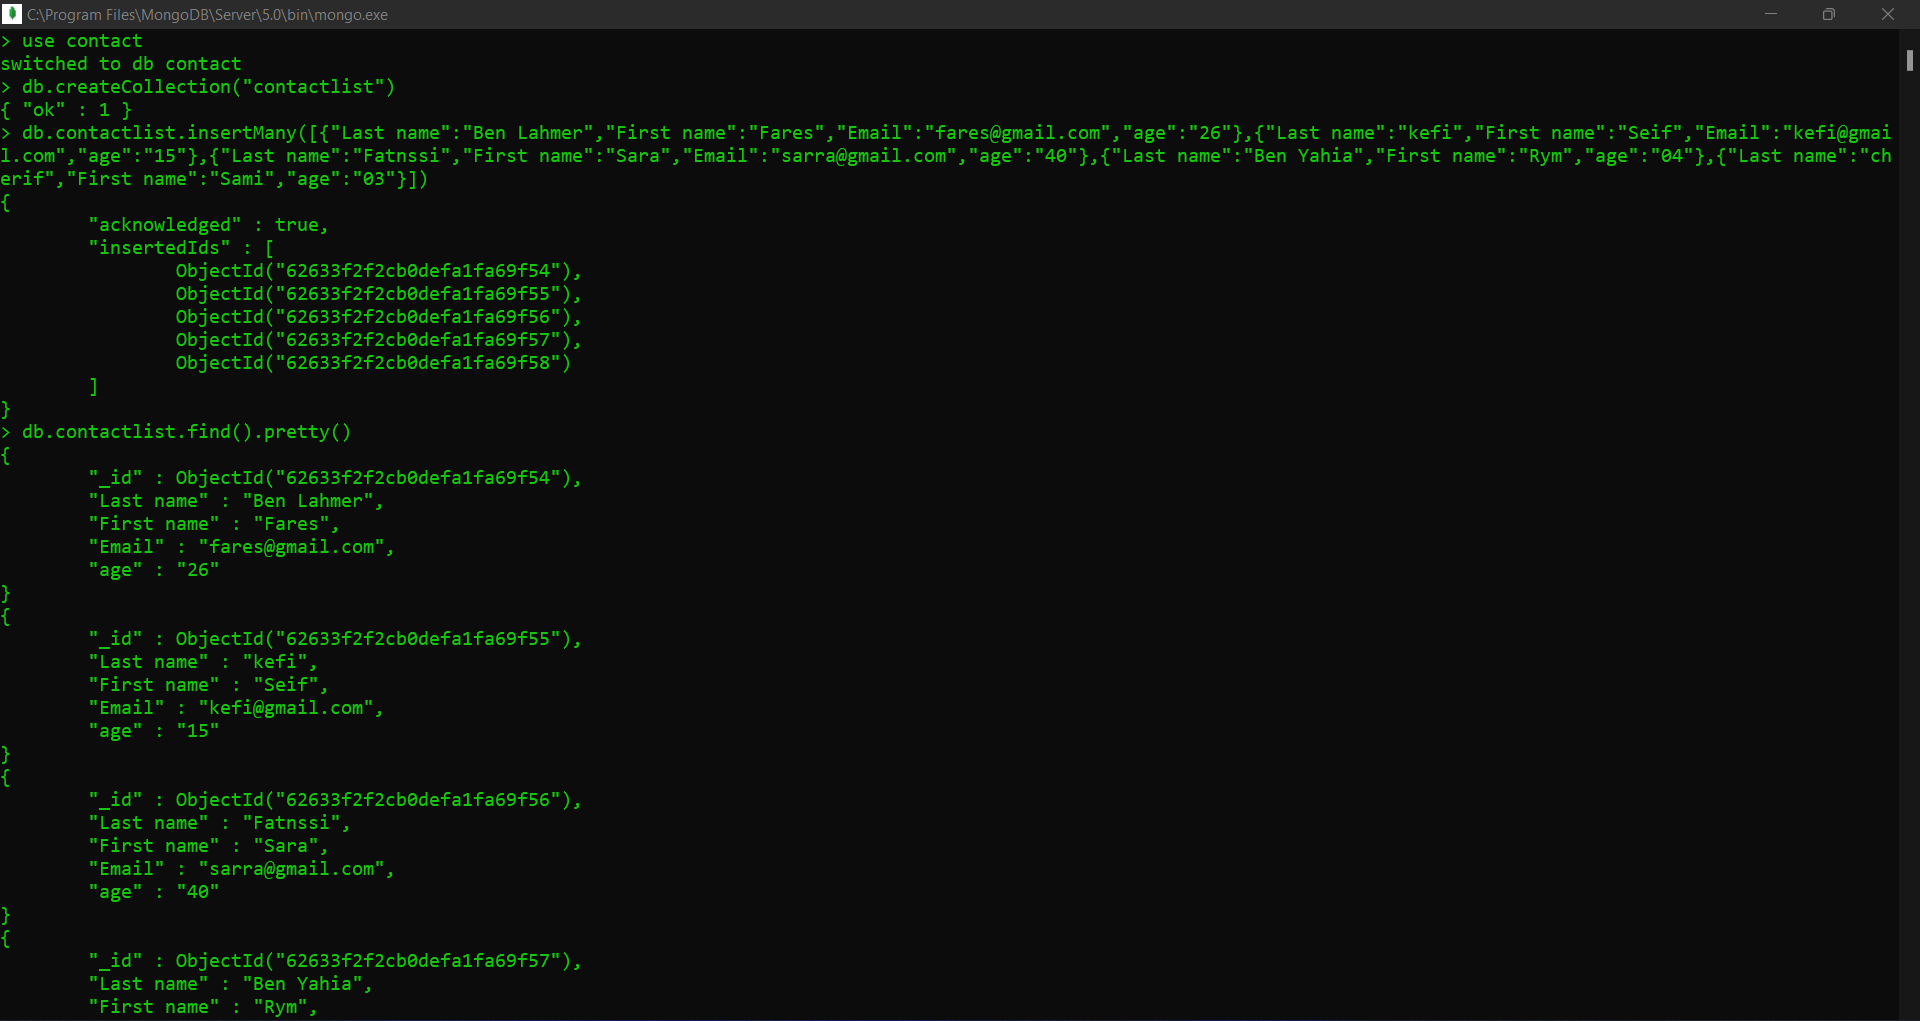 C:\Program Files\MongoDB\Server\5.0\bin\mongo.exe
> use contact
switched to db contact
> db.createCollection("contactlist")
{ "ok" : 1 }
> db.contactlist.insertMany([{"Last name":"Ben Lahmer","First name":"Fares","Email":"fares@gmail.com","age":"26"},{"Last name":"kefi","First name":"Seif","Email":"kefi@gmai
l.com","age":"15"},{"Last name":"Fatnssi","First name":"Sara","Email":"sarra@gmail.com","age":"40"},{"Last name":"Ben Yahia","First name":"Rym","age":"04"},{"Last name":"ch
erif","First name":"Sami","age":"03"}])
{
        "acknowledged" : true,
        "insertedIds" : [
                ObjectId("62633f2f2cb0defa1fa69f54"),
                ObjectId("62633f2f2cb0defa1fa69f55"),
                ObjectId("62633f2f2cb0defa1fa69f56"),
                ObjectId("62633f2f2cb0defa1fa69f57"),
                ObjectId("62633f2f2cb0defa1fa69f58")
        ]
}
> db.contactlist.find().pretty()
{
        "_id" : ObjectId("62633f2f2cb0defa1fa69f54"),
        "Last name" : "Ben Lahmer",
        "First name" : "Fares",
        "Email" : "fares@gmail.com",
        "age" : "26"
}
{
        "_id" : ObjectId("62633f2f2cb0defa1fa69f55"),
        "Last name" : "kefi",
        "First name" : "Seif",
        "Email" : "kefi@gmail.com",
        "age" : "15"
}
{
        "_id" : ObjectId("62633f2f2cb0defa1fa69f56"),
        "Last name" : "Fatnssi",
        "First name" : "Sara",
        "Email" : "sarra@gmail.com",
        "age" : "40"
}
{
        "_id" : ObjectId("62633f2f2cb0defa1fa69f57"),
        "Last name" : "Ben Yahia",
        "First name" : "Rym",